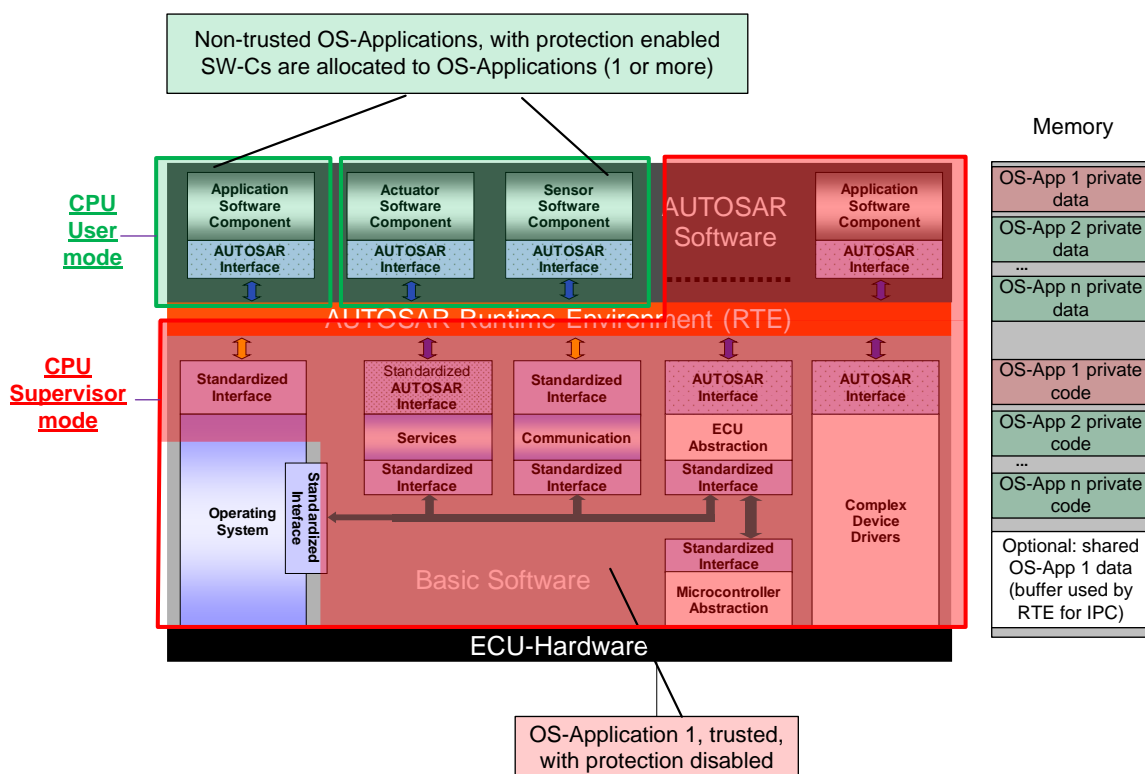 Non-trusted OS-Applications, with protection enabled
SW-Cs are allocated to OS-Applications (1 or more)
Memory
CPU
User
mode
Application
Software
Component
AUTOSAR
Interface
Actuator
Software
Component
AUTOSAR
Interface
Sensor
Software
Component
AUTOSAR
Interface
AUTOSAR
Software
Application
Software
Component
AUTOSAR
Interface
AUTOSAR Runtime Environment (RTE)
CPU
Supervisor
mode
Standardized
Interface
Operating
System
Standardized
Inteface
Standardized
AUTOSAR
Interface
Services
Standardized
Interface
Standardized
Interface
Communication
Standardized
Interface
AUTOSAR
Interface
ECU
Abstraction
Standardized
Interface
Standardized
Interface
Microcontroller
Abstraction
AUTOSAR
Interface
Complex
Device
Drivers
Basic Software
ECU-Hardware
OS-Application 1, trusted,
with protection disabled
OS-App 1 private
data
OS-App 2 private
data
...
OS-App n private
data
OS-App 1 private
code
OS-App 2 private
code
...
OS-App n private
code
Optional: shared
OS-App 1 data
(buffer used by
RTE for IPC)